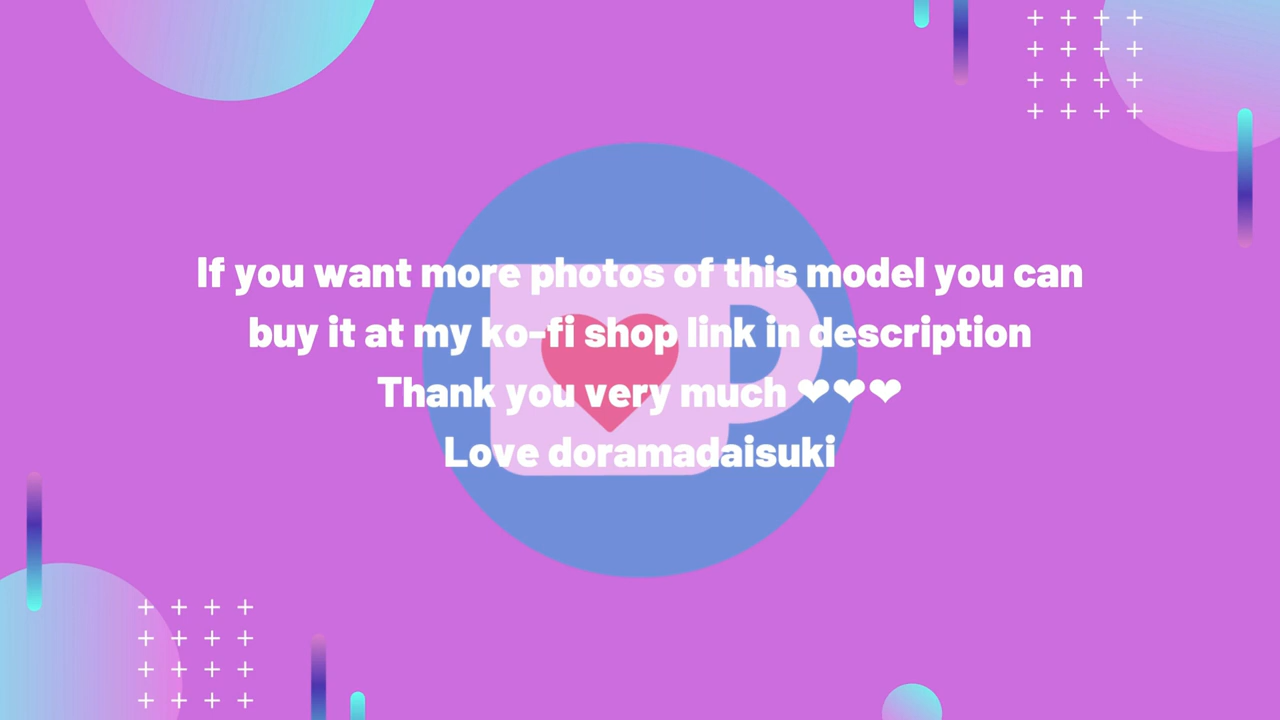 If you want more photos of this model you can
buy it at my ko-fi shop link in description
Thank you very much ❤❤❤
Love doramadaisuki